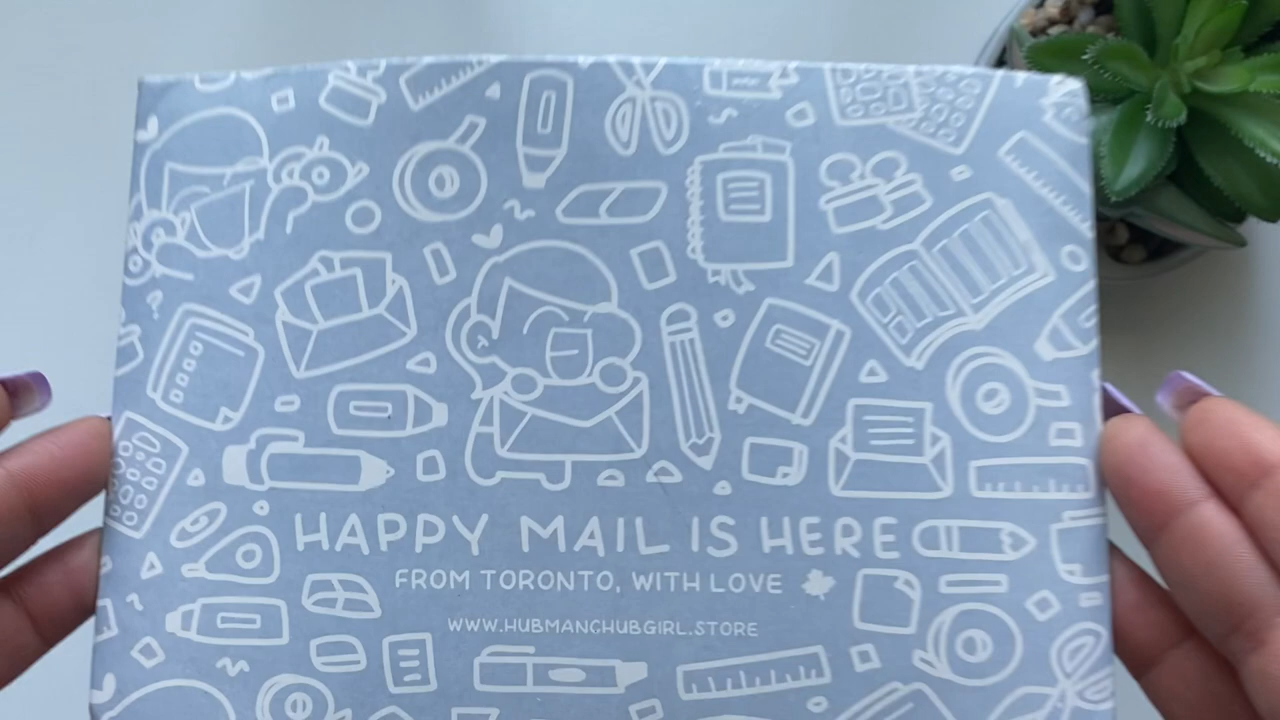 HAPPY MAIL IS HERE
FROM TORONTO, WITH LOVE
WWW.HUBMANCHUBGIRL.STORE